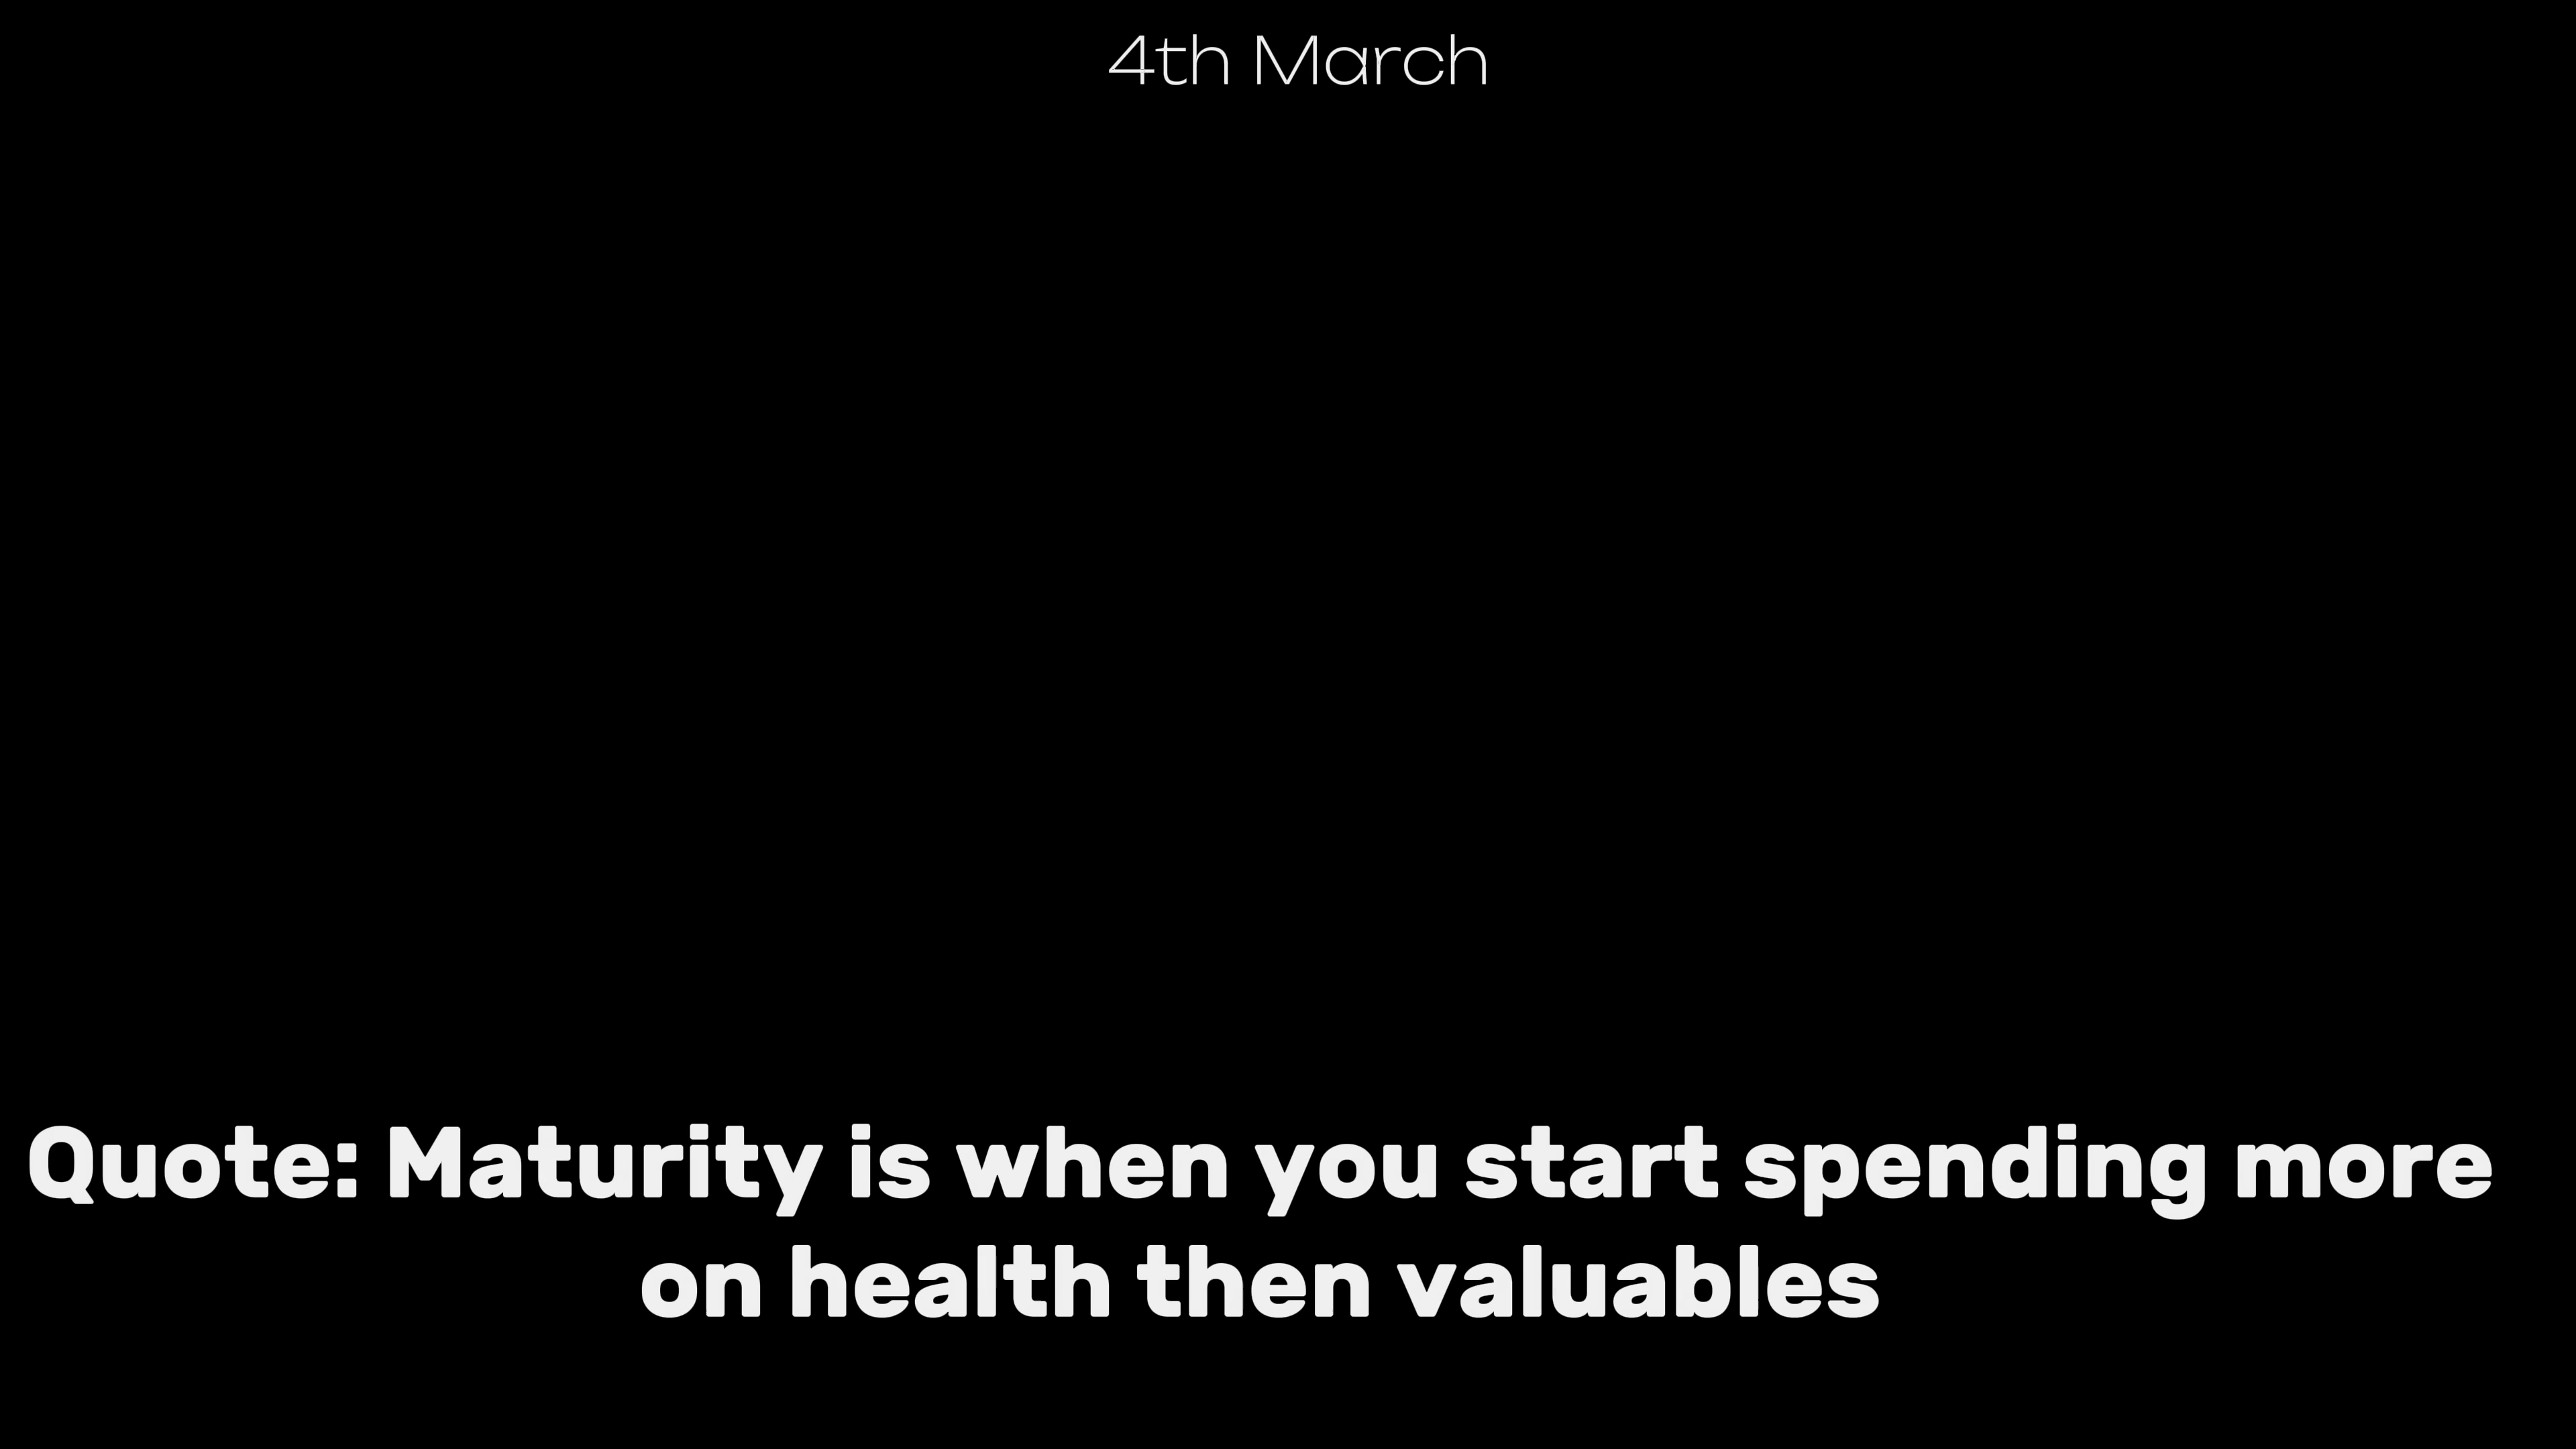 4th March
Quote: Maturity is when you start spending more
on health then valuables